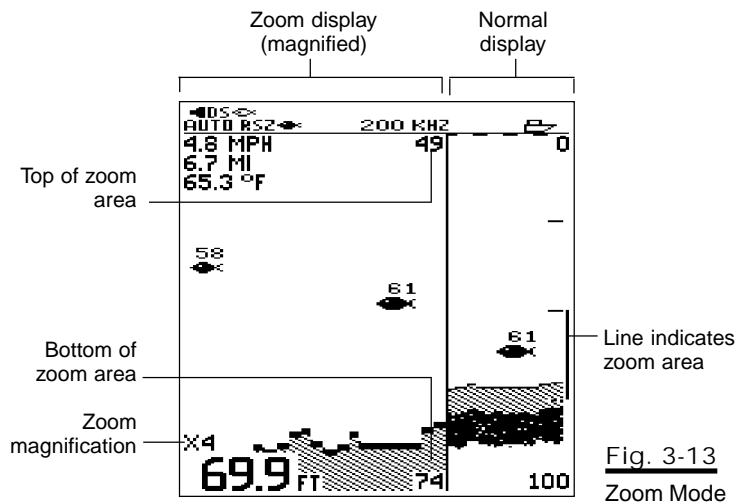 Zoom display
(magnified)
Normal
display
DS
AUTO RSZ 200 KHZ
4.8 MPH 49 0
6.7 MI
65.3 °F
Top of zoom
area
58
61
61
Line indicates
zoom area
Bottom of
zoom area
Zoom
magnification
X4
69.9 FT 74 100
Fig. 3-13
Zoom Mode